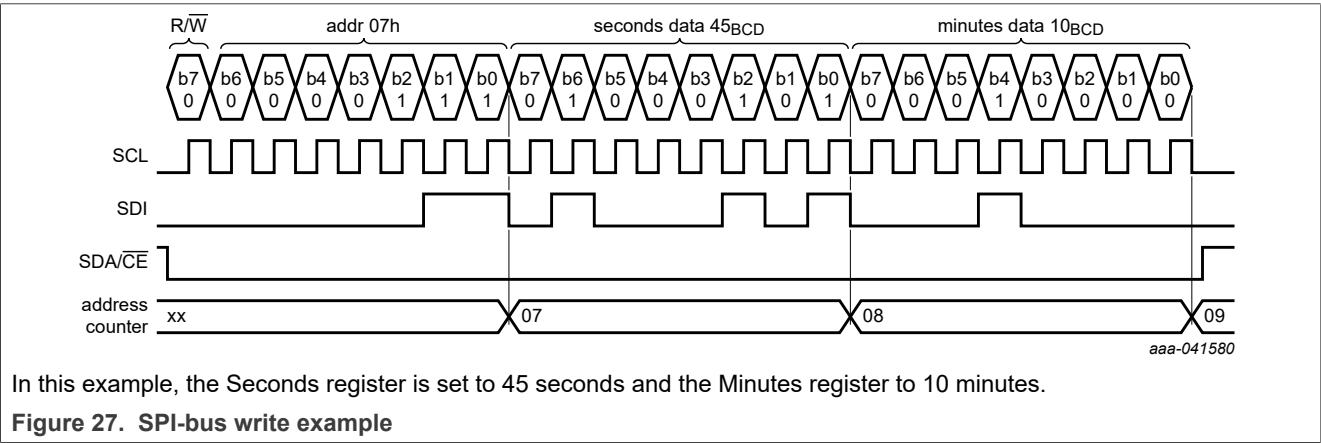 R/W addr 07h seconds data 45BCD minutes data 10BCD
b7 b6 b5 b4 b3 b2 b1 b0 b7 b6 b5 b4 b3 b2 b1 b0 b7 b6 b5 b4 b3 b2 b1 b0
0 0 0 0 0 1 1 1 0 1 0 0 0 1 0 1 0 0 0 1 0 0 0 0
SCL
SDI
SDA/CE
address
counter
xx 07 08 09
aaa-041580
In this example, the Seconds register is set to 45 seconds and the Minutes register to 10 minutes.
Figure 27. SPI-bus write example